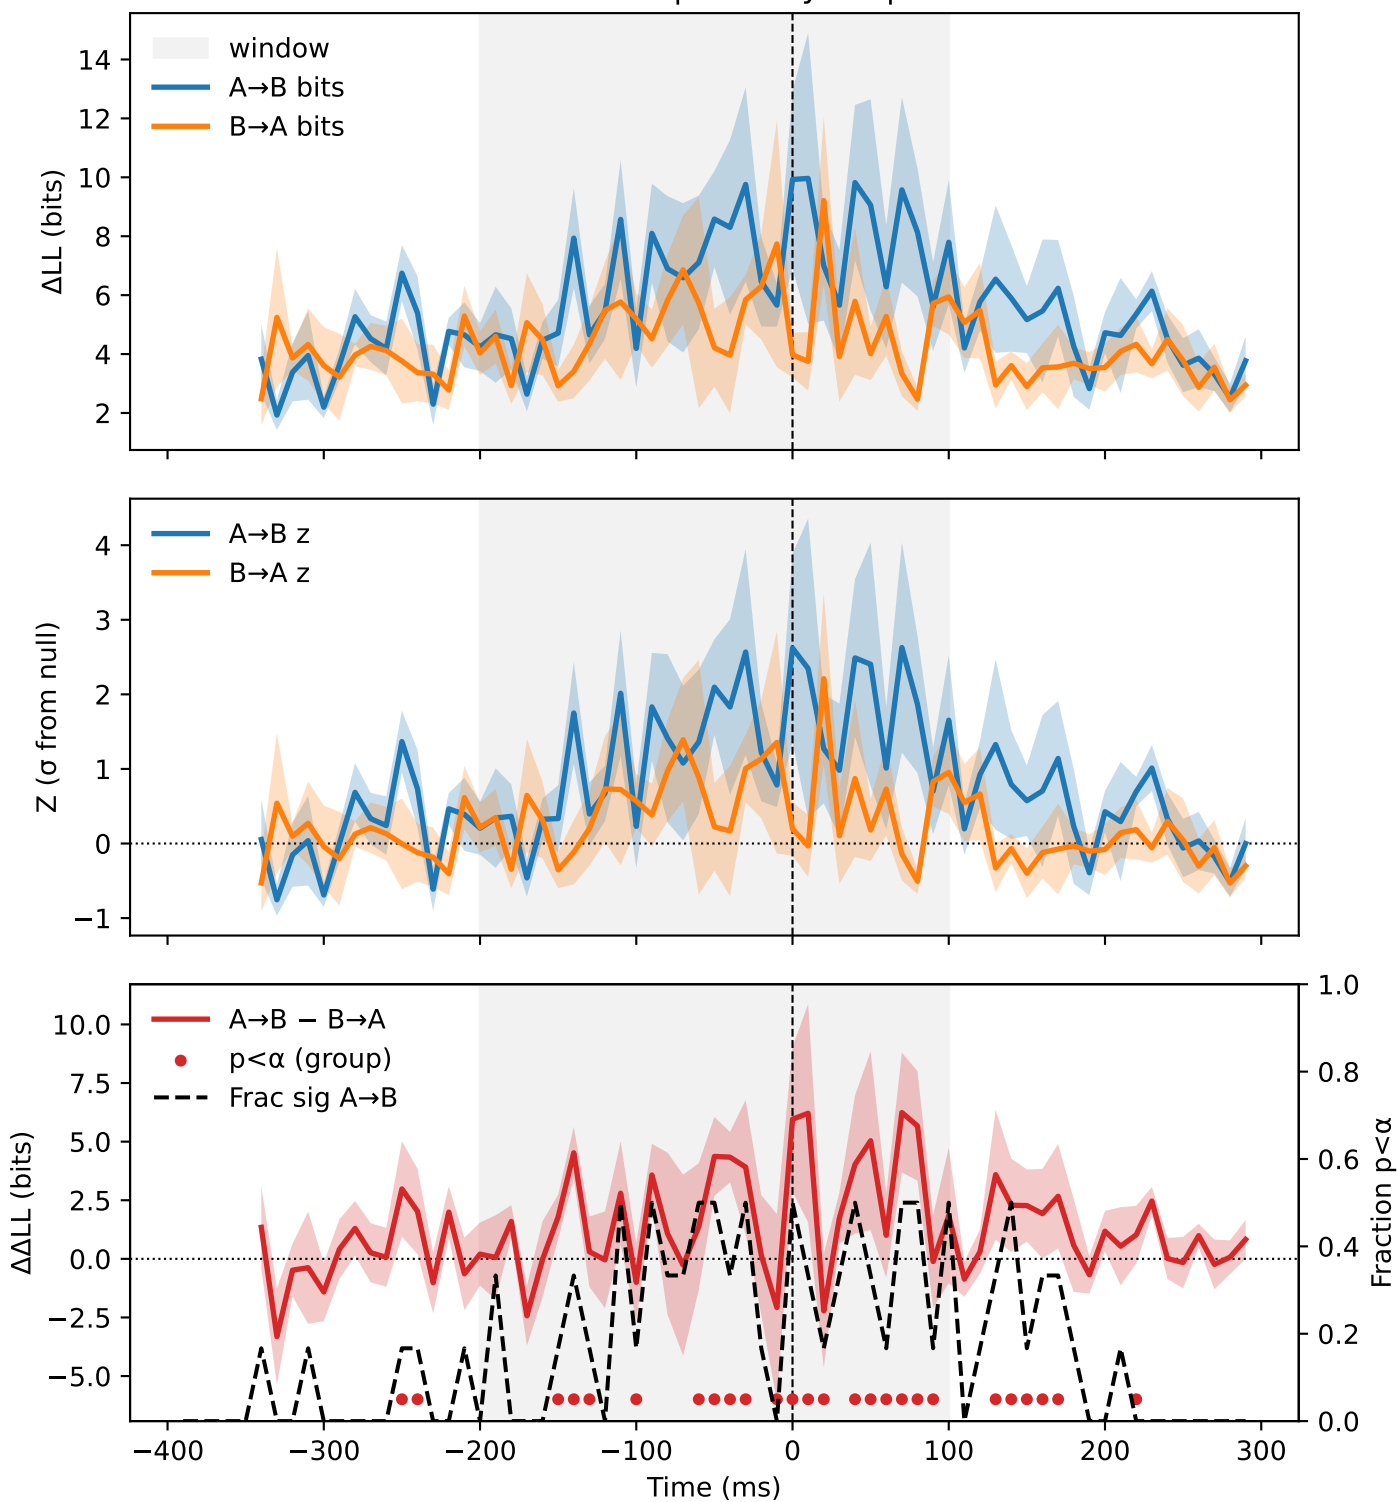 14
12
10
8
6
4
2
ΔLL (bits)
window
A→B bits
B→A bits
4
3
2
1
0
−1
Z (σ from null)
A→B z
B→A z
10.0
7.5
5.0
2.5
0.0
−2.5
−5.0
ΔΔLL (bits)
A→B − B→A
p<α (group)
Frac sig A→B
1.0
0.8
0.6
0.4
0.2
0.0
Fraction p<α
−400 −300 −200 −100 0 100 200 300
Time (ms)